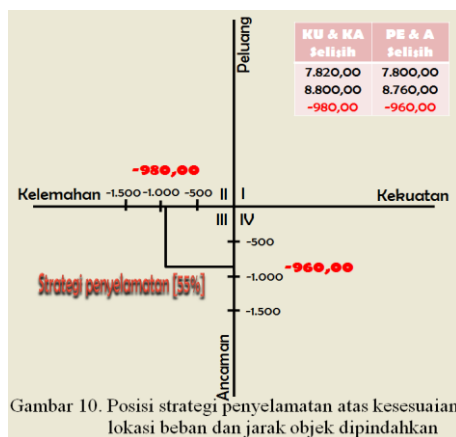 Peluang
KU & KA PE & A
Selisih Selisih
7.820,00 7.800,00
8.800,00 8.760,00
-980,00 -960,00
-980,00
Kelemahan -1.500 -1.000 -500 II I Kekuatan
III IV
-500
-960,00
-1.000
Strategi penyelamatan [55%]
-1.500
Ancaman
Gambar 10. Posisi strategi penyelamatan atas kesesuaian
lokasi beban dan jarak objek dipindahkan